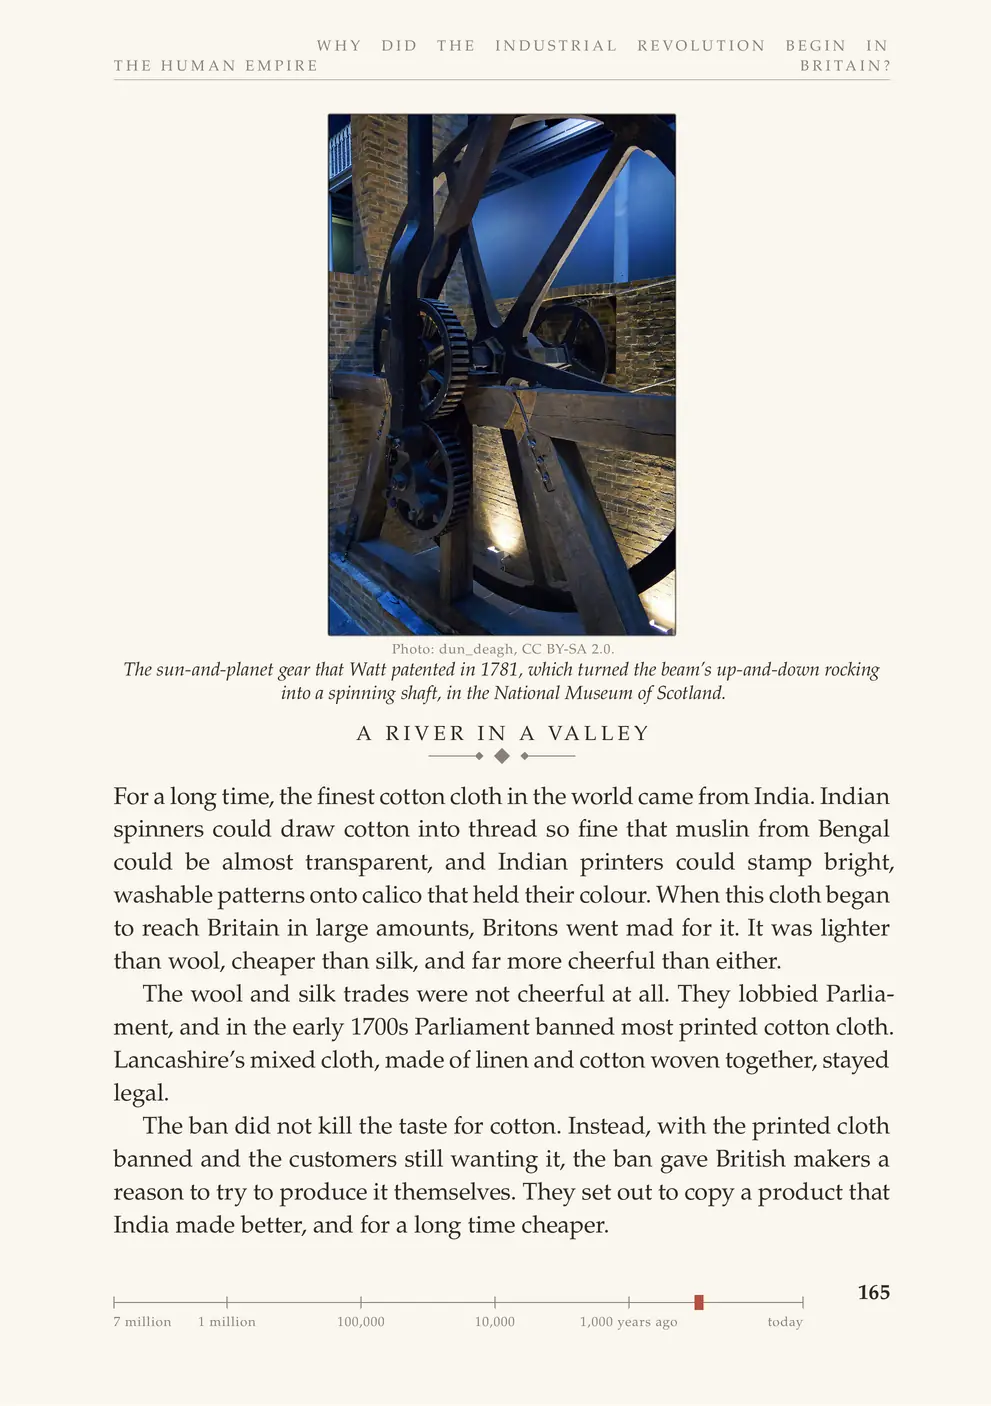 WHY DID THE INDUSTRIAL REVOLUTION BEGIN IN
THE HUMAN EMPIRE BRITAIN?
Photo: dun_deagh, CC BY-SA 2.0.
The sun-and-planet gear that Watt patented in 1781, which turned the beam's up-and-down rocking
into a spinning shaft, in the National Museum of Scotland.
A RIVER IN A VALLEY
For a long time, the finest cotton cloth in the world came from India. Indian
spinners could draw cotton into thread so fine that muslin from Bengal
could be almost transparent, and Indian printers could stamp bright,
washable patterns onto calico that held their colour. When this cloth began
to reach Britain in large amounts, Britons went mad for it. It was lighter
than wool, cheaper than silk, and far more cheerful than either.
The wool and silk trades were not cheerful at all. They lobbied Parlia-
ment, and in the early 1700s Parliament banned most printed cotton cloth.
Lancashire's mixed cloth, made of linen and cotton woven together, stayed
legal.
The ban did not kill the taste for cotton. Instead, with the printed cloth
banned and the customers still wanting it, the ban gave British makers a
reason to try to produce it themselves. They set out to copy a product that
India made better, and for a long time cheaper.
165
7 million 1 million 100,000 10,000 1,000 years ago today